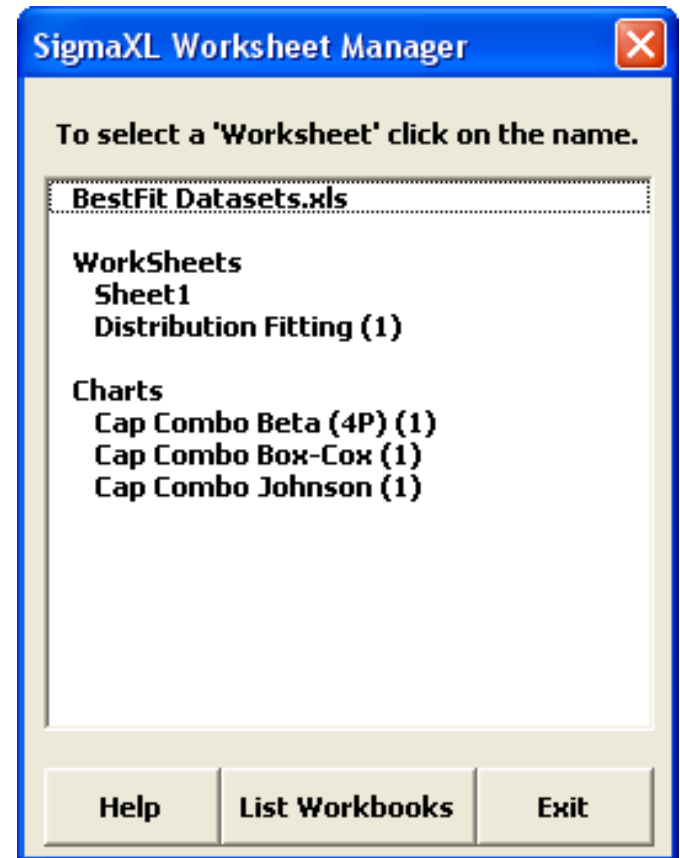 SigmaXL Worksheet Manager
To select a 'Worksheet' click on the name.
BestFit Datasets.xls
WorkSheets
Sheet1
Distribution Fitting (1)
Charts
Cap Combo Beta (4P) (1)
Cap Combo Box-Cox (1)
Cap Combo Johnson (1)
Help
List Workbooks
Exit